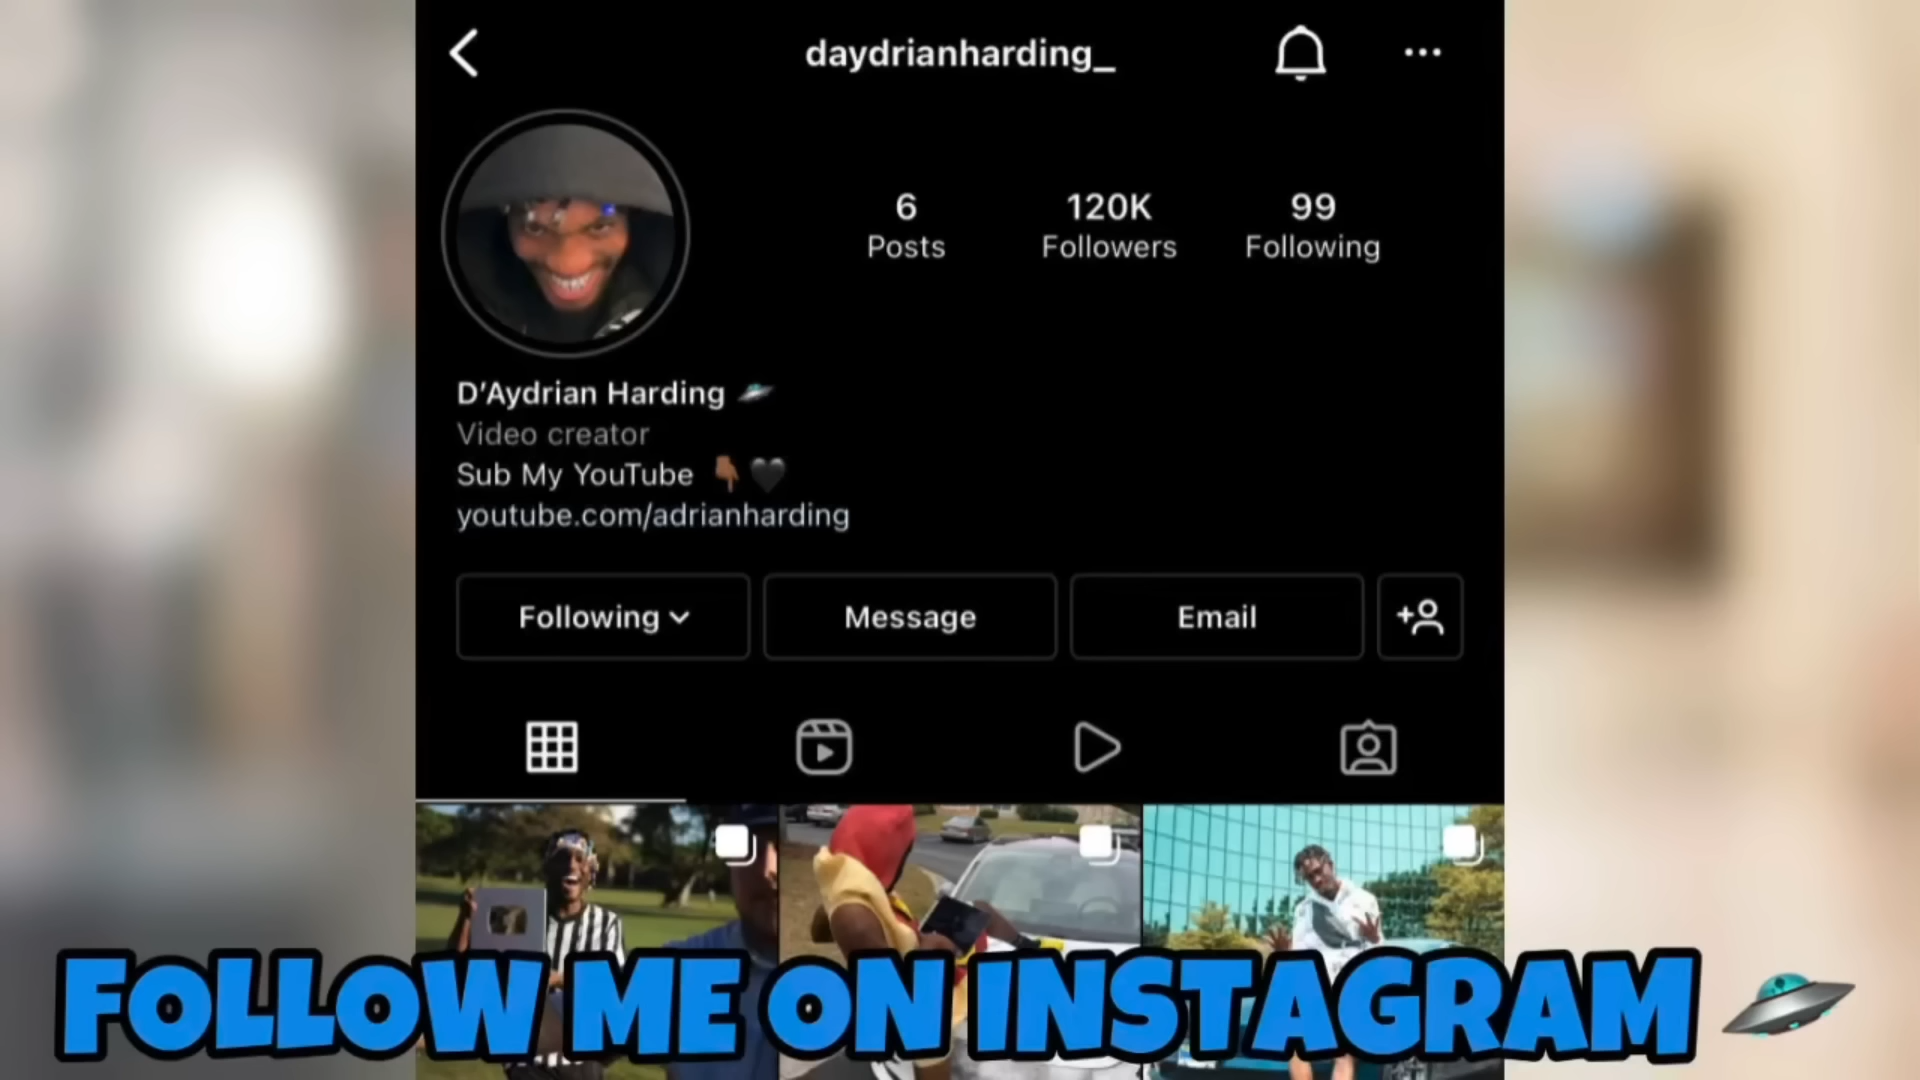 daydrianharding_
6 120K 99
Posts Followers Following
D'Aydrian Harding 🛸
Video creator
Sub My YouTube 👇🏾🖤
youtube.com/adrianharding
Following Message Email
FOLLOW ME ON INSTAGRAM 🛸